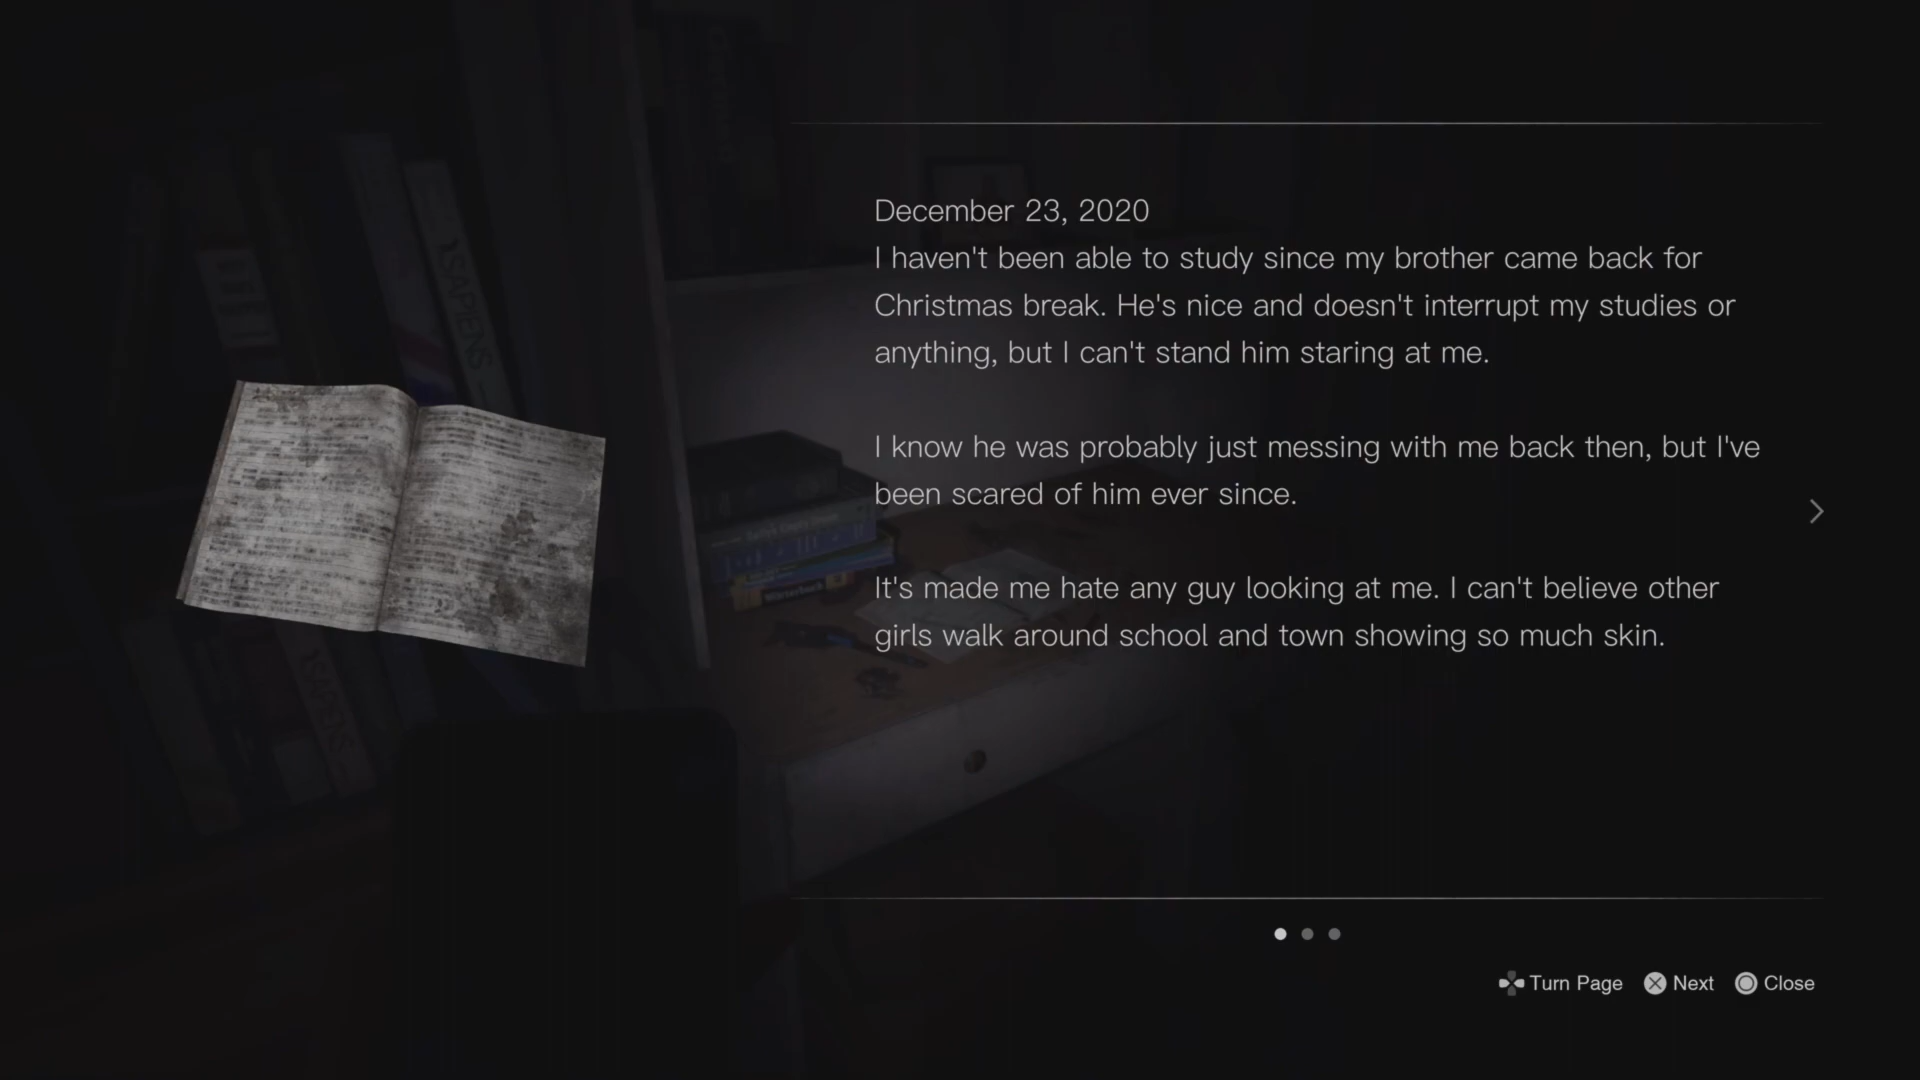 December 23, 2020
I haven't been able to study since my brother came back for
Christmas break. He's nice and doesn't interrupt my studies or
anything, but I can't stand him staring at me.
I know he was probably just messing with me back then, but I've
been scared of him ever since.
It's made me hate any guy looking at me. I can't believe other
girls walk around school and town showing so much skin.
Turn Page Next Close